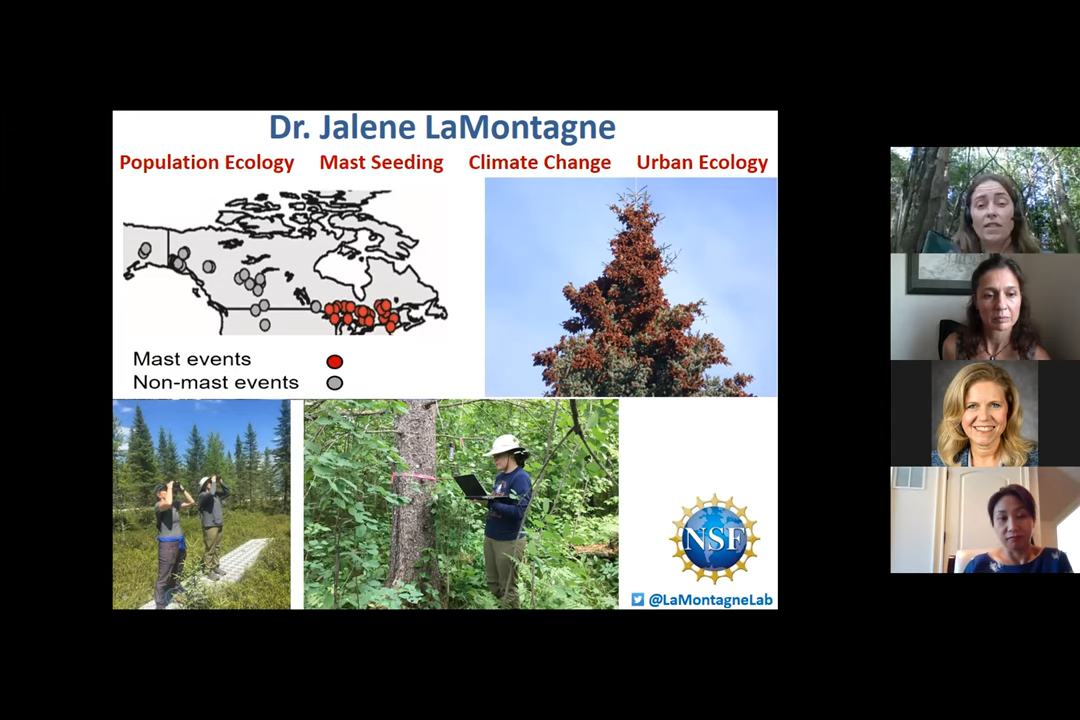 Dr. Jalene LaMontagne
Population Ecology Mast Seeding Climate Change Urban Ecology
Mast events
Non-mast events
NSF
@LaMontagneLab